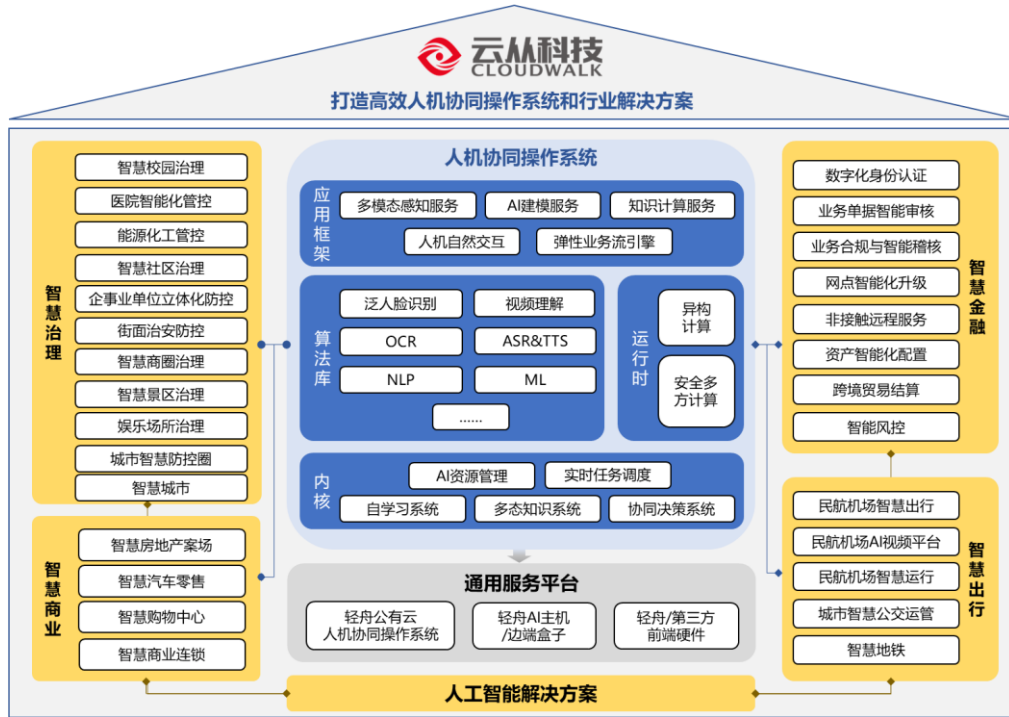 云从科技
CLOUDWALK
打造高效人机协同操作系统和行业解决方案
智慧治理
智慧校园治理
医院智能化管控
能源化工管控
智慧社区治理
企事业单位立体化防控
街面治安防控
智慧商圈治理
智慧景区治理
娱乐场所治理
城市智慧防控圈
智慧城市
智慧商业
智慧房地产案场
智慧汽车零售
智慧购物中心
智慧商业连锁
人机协同操作系统
应用框架
多模态感知服务
AI建模服务
知识计算服务
人机自然交互
弹性业务流引擎
算法库
泛人脸识别
视频理解
OCR
ASR&TTS
NLP
ML
......
运行时
异构
计算
安全多
方计算
内核
AI资源管理
实时任务调度
自学习系统
多态知识系统
协同决策系统
通用服务平台
轻舟公有云
人机协同操作系统
轻舟AI主机
/边端盒子
轻舟/第三方
前端硬件
智慧金融
数字化身份认证
业务单据智能审核
业务合规与智能稽核
网点智能化升级
非接触远程服务
资产智能化配置
跨境贸易结算
智能风控
智慧出行
民航机场智慧出行
民航机场AI视频平台
民航机场智慧运行
城市智慧公交运管
智慧地铁
人工智能解决方案